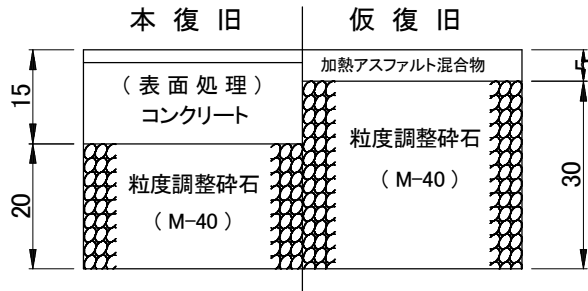 本復旧
仮復旧
15
20
(表面処理)
コンクリート
粒度調整砕石
(M-40)
加熱アスファルト混合物
粒度調整砕石
(M-40)
5
30